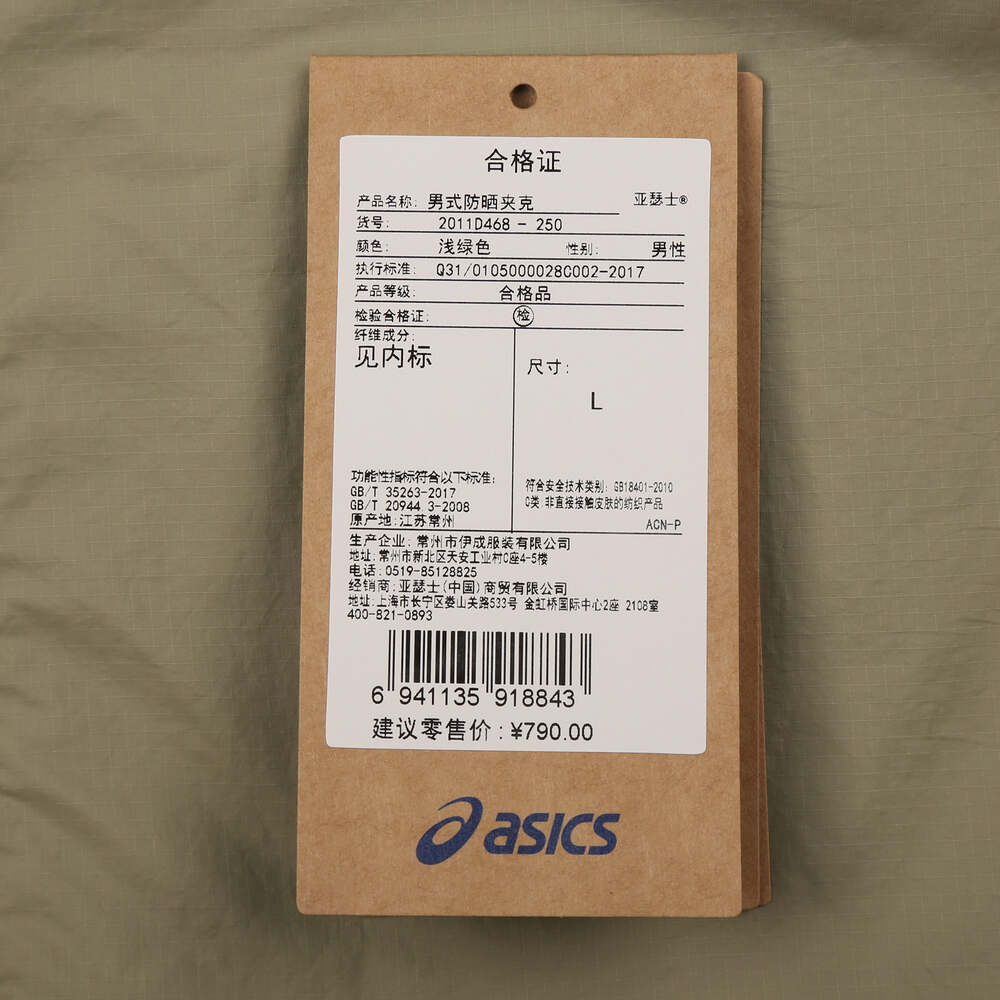 合格证
产品名称: 男式防晒夹克 亚瑟士®
货号: 2011D468 - 250
颜色: 浅绿色 性别: 男性
执行标准: Q31/0105000028C002-2017
产品等级: 合格品
检验合格证: 检
纤维成分:
见内标
尺寸:
L
功能性指标符合以下标准:
GB/T 35263-2017
GB/T 20944.3-2008
原产地:江苏常州
符合安全技术类别: GB18401-2010
C类:非直接接触皮肤的纺织产品
ACN-P
生产企业: 常州市伊成服装有限公司
地址:常州市新北区天安工业村C座4-5楼
电话:0519-85128825
经销商:亚瑟士(中国)商贸有限公司
地址:上海市长宁区娄山关路533号 金虹桥国际中心2座 2108室
400-821-0893
6 941135 918843
建议零售价:¥790.00
asics